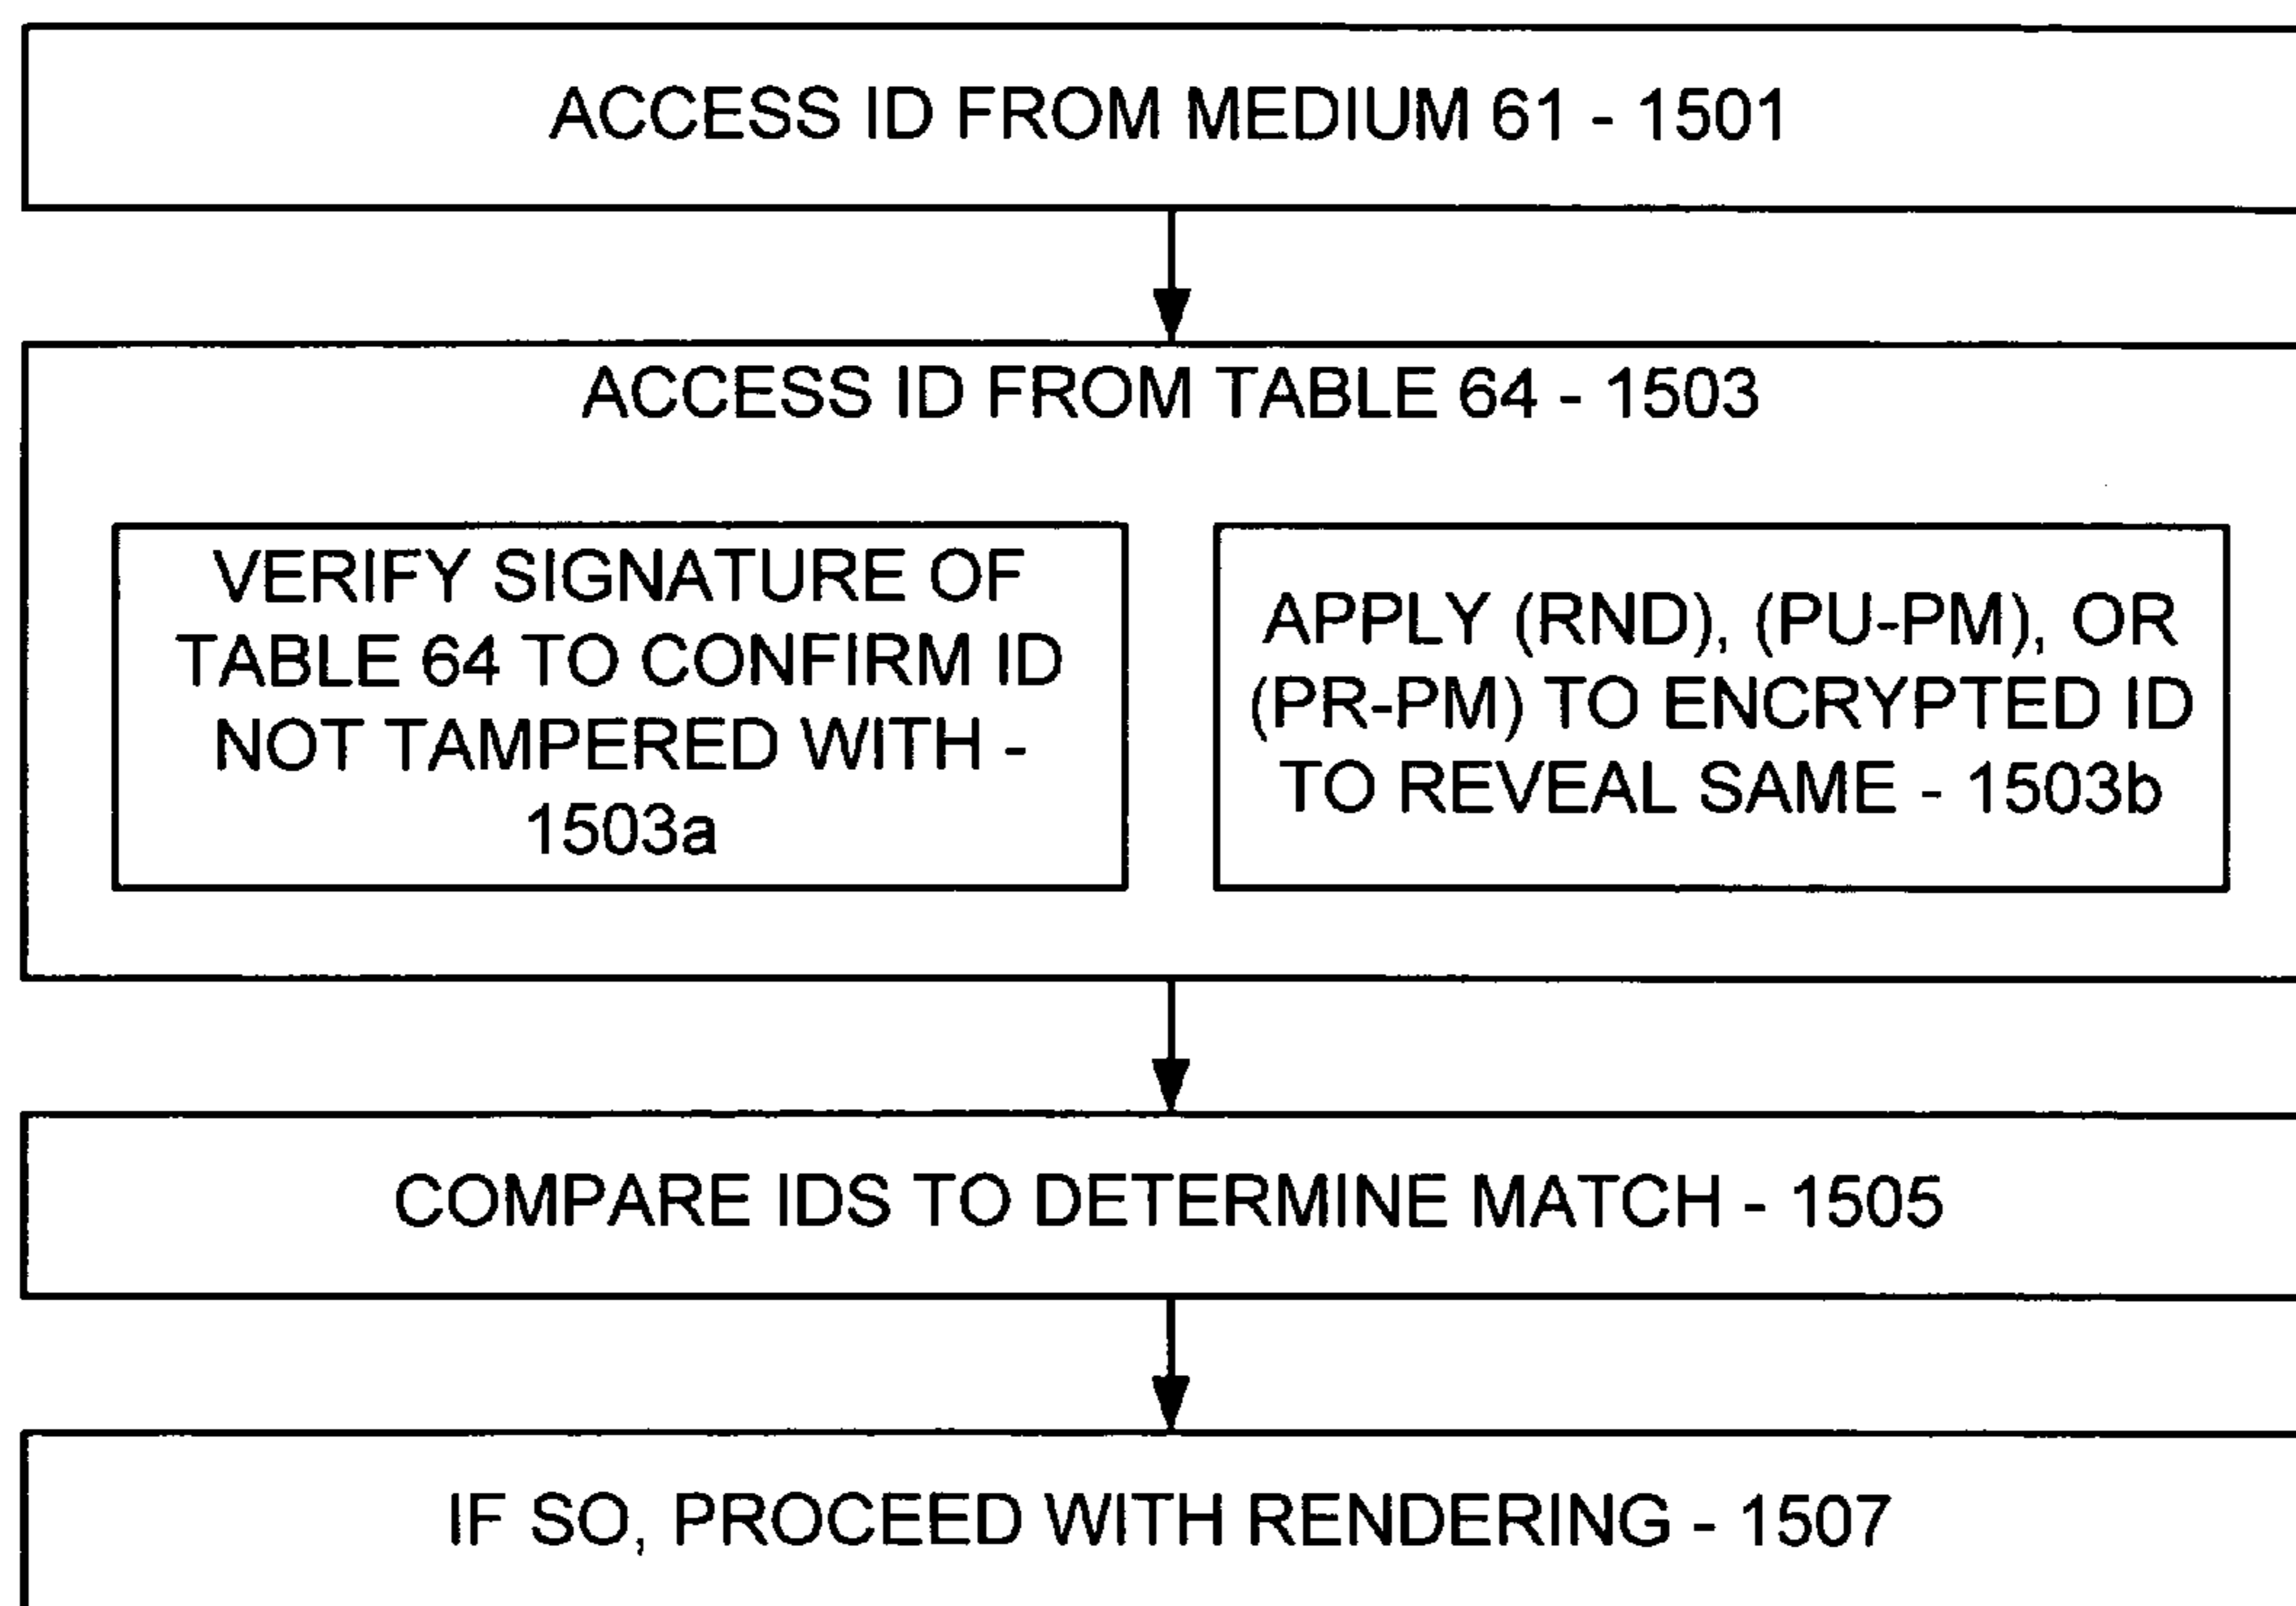 ACCESS ID FROM MEDIUM 61 - 1501
ACCESS ID FROM TABLE 64 - 1503
VERIFY SIGNATURE OF
TABLE 64 TO CONFIRM ID
NOT TAMPERED WITH -
1503a
APPLY (RND), (PU-PM), OR
(PR-PM) TO ENCRYPTED ID
TO REVEAL SAME - 1503b
COMPARE IDS TO DETERMINE MATCH - 1505
IF SO, PROCEED WITH RENDERING - 1507